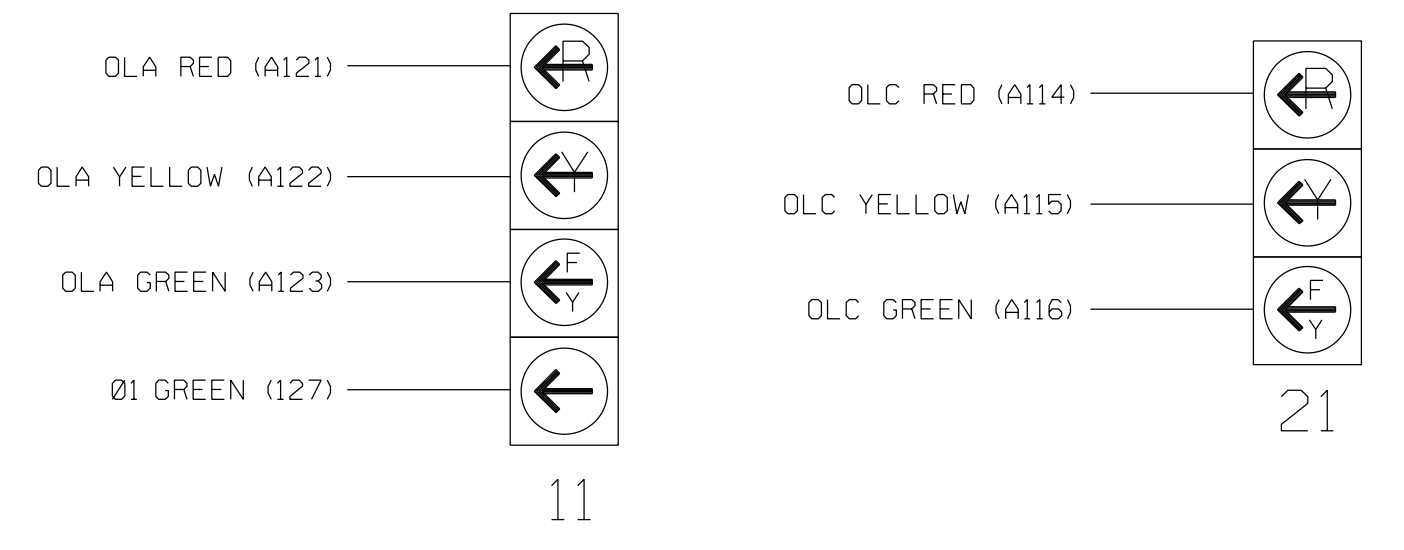 OLA RED (A121)
R
OLA YELLOW (A122)
Y
OLA GREEN (A123)
F
Y
Ø1 GREEN (127)
11
OLC RED (A114)
R
OLC YELLOW (A115)
Y
OLC GREEN (A116)
F
Y
21